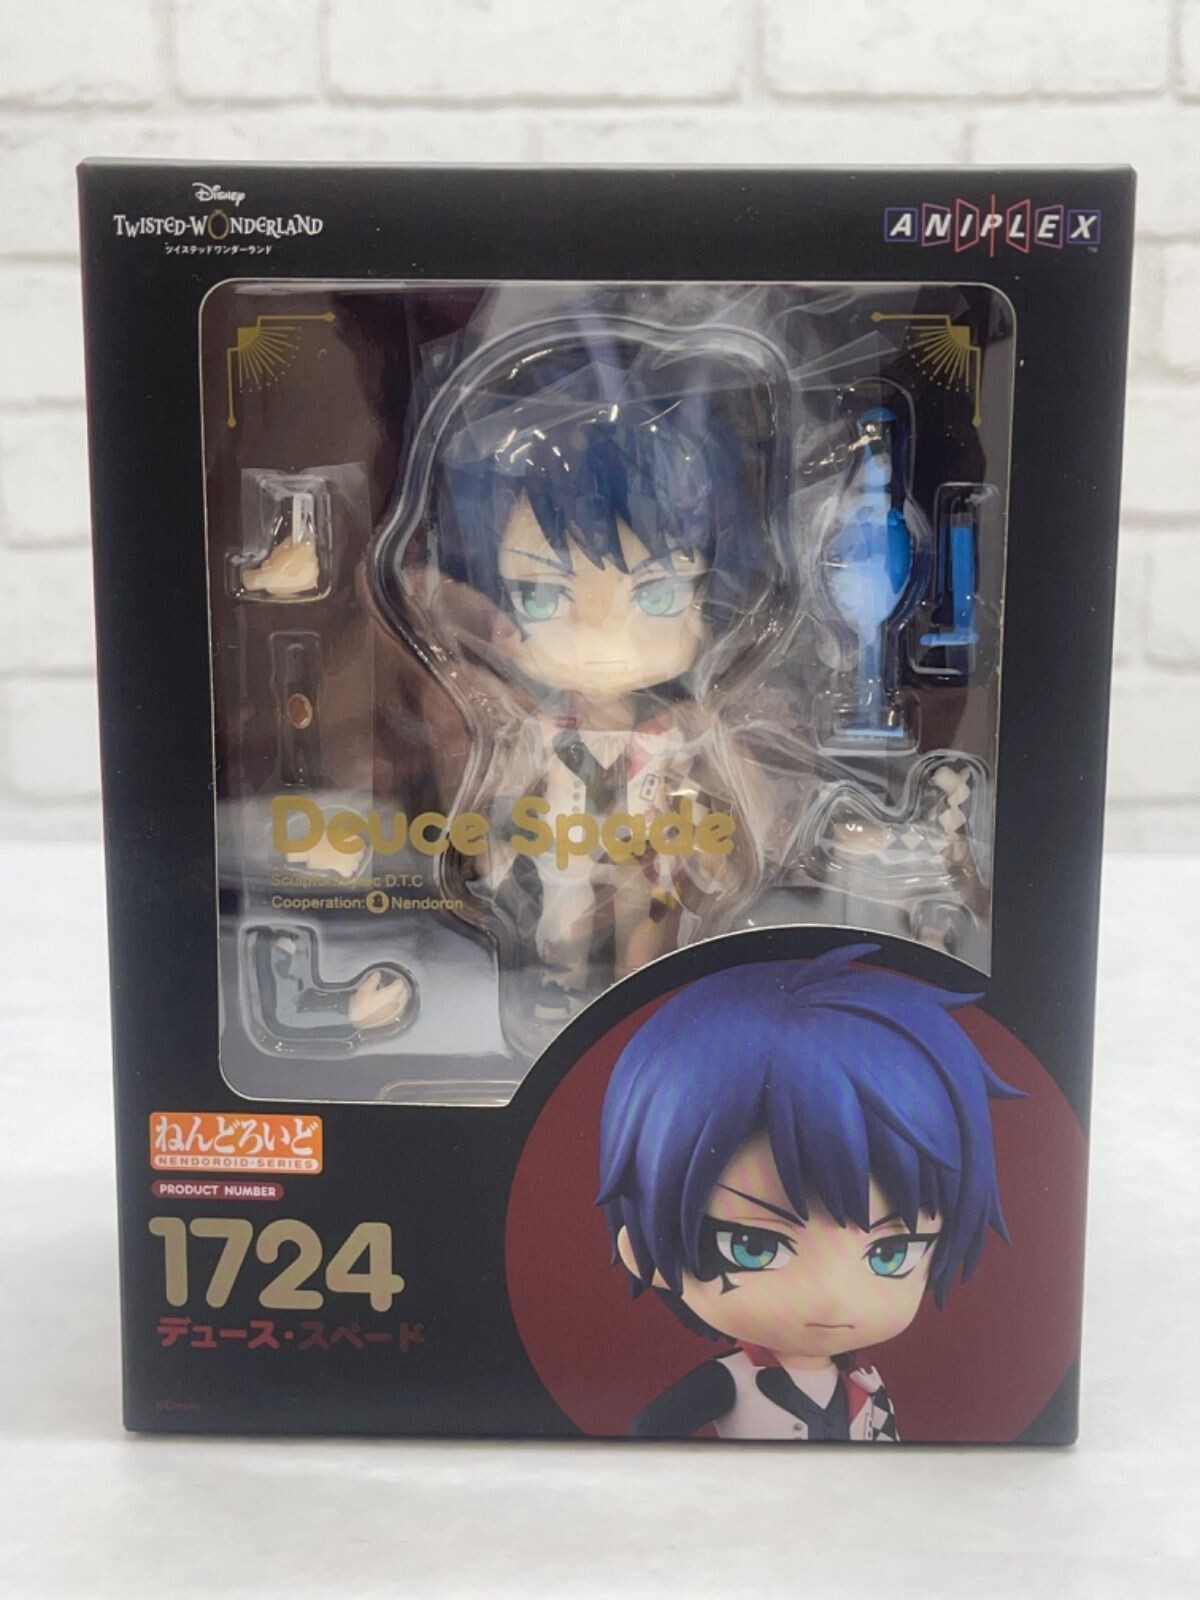 Disney
TWISTED-WONDERLAND
ツイステッドワンダーランド
ANIPLEX
TM
Deuce Spade
D.T.C
Cooperation: Nendoron
ねんどろいど
NENDOROID-SERIES
PRODUCT NUMBER
1724
デュース・スペード
©Disney